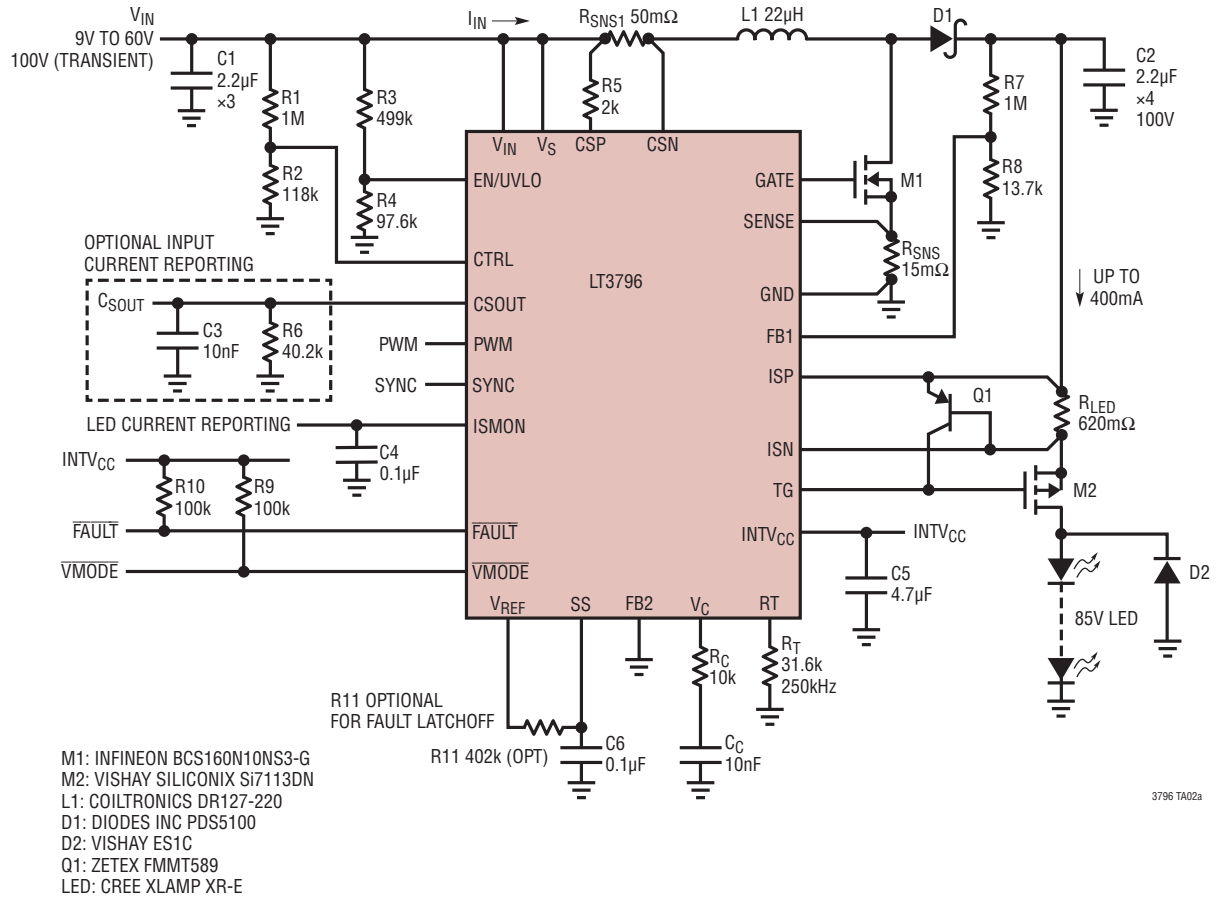 VIN
9V TO 60V
100V (TRANSIENT)
C1
2.2µF
×3
R1
1M
R2
118k
R3
499k
R4
97.6k
IIN
RSNS1 50mΩ
R5
2k
L1 22µH
D1
R7
1M
R8
13.7k
C2
2.2µF
×4
100V
VIN
VS
CSP
CSN
EN/UVLO
CTRL
CSOUT
PWM
SYNC
ISMON
FAULT
VMODE
VREF
SS
FB2
VC
RT
LT3796
GATE
SENSE
GND
FB1
ISP
ISN
TG
INTVCC
M1
RSNS
15mΩ
UP TO
400mA
OPTIONAL INPUT
CURRENT REPORTING
CSOUT
C3
10nF
R6
40.2k
PWM
SYNC
LED CURRENT REPORTING
C4
0.1µF
INTVCC
R10
100k
R9
100k
FAULT
VMODE
Q1
RLED
620mΩ
M2
INTVCC
C5
4.7µF
85V LED
D2
R11 OPTIONAL
FOR FAULT LATCHOFF
R11 402k (OPT)
C6
0.1µF
RC
10k
CC
10nF
RT
31.6k
250kHz
M1: INFINEON BCS160N10NS3-G
M2: VISHAY SILICONIX Si7113DN
L1: COILTRONICS DR127-220
D1: DIODES INC PDS5100
D2: VISHAY ES1C
Q1: ZETEX FMMT589
LED: CREE XLAMP XR-E
3796 TA02a